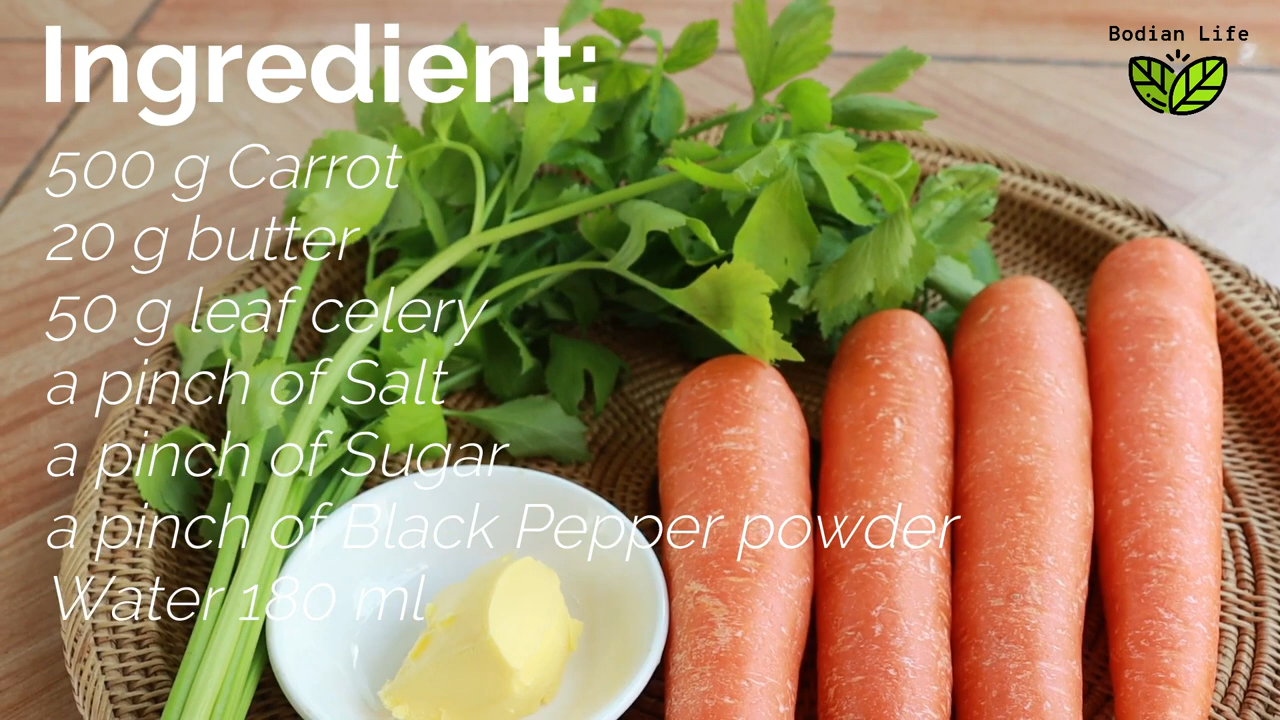 Ingredient:
500 g Carrot
20 g butter
50 g leaf celery
a pinch of Salt
a pinch of Sugar
a pinch of Black Pepper powder
Water 180 ml
Bodian Life